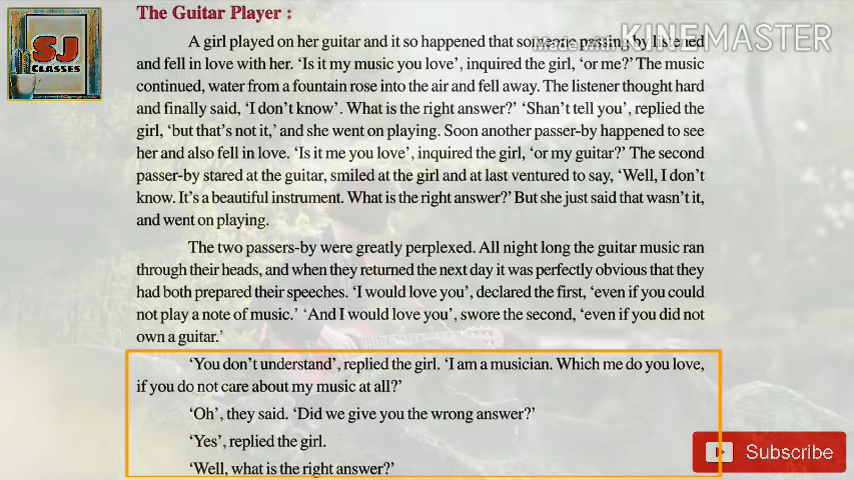 The Guitar Player :
SJ
CLASSES
Made with KINEMASTER
A girl played on her guitar and it so happened that someone passing by listened
and fell in love with her. ‘Is it my music you love’, inquired the girl, ‘or me?’ The music
continued, water from a fountain rose into the air and fell away. The listener thought hard
and finally said, ‘I don’t know’. What is the right answer?’ ‘Shan’t tell you’, replied the
girl, ‘but that’s not it,’ and she went on playing. Soon another passer-by happened to see
her and also fell in love. ‘Is it me you love’, inquired the girl, ‘or my guitar?’ The second
passer-by stared at the guitar, smiled at the girl and at last ventured to say, ‘Well, I don’t
know. It’s a beautiful instrument. What is the right answer?’ But she just said that wasn’t it,
and went on playing.
The two passers-by were greatly perplexed. All night long the guitar music ran
through their heads, and when they returned the next day it was perfectly obvious that they
had both prepared their speeches. ‘I would love you’, declared the first, ‘even if you could
not play a note of music.’ ‘And I would love you’, swore the second, ‘even if you did not
own a guitar.’
‘You don’t understand’, replied the girl. ‘I am a musician. Which me do you love,
if you do not care about my music at all?’
‘Oh’, they said. ‘Did we give you the wrong answer?’
‘Yes’, replied the girl.
‘Well, what is the right answer?’
Subscribe